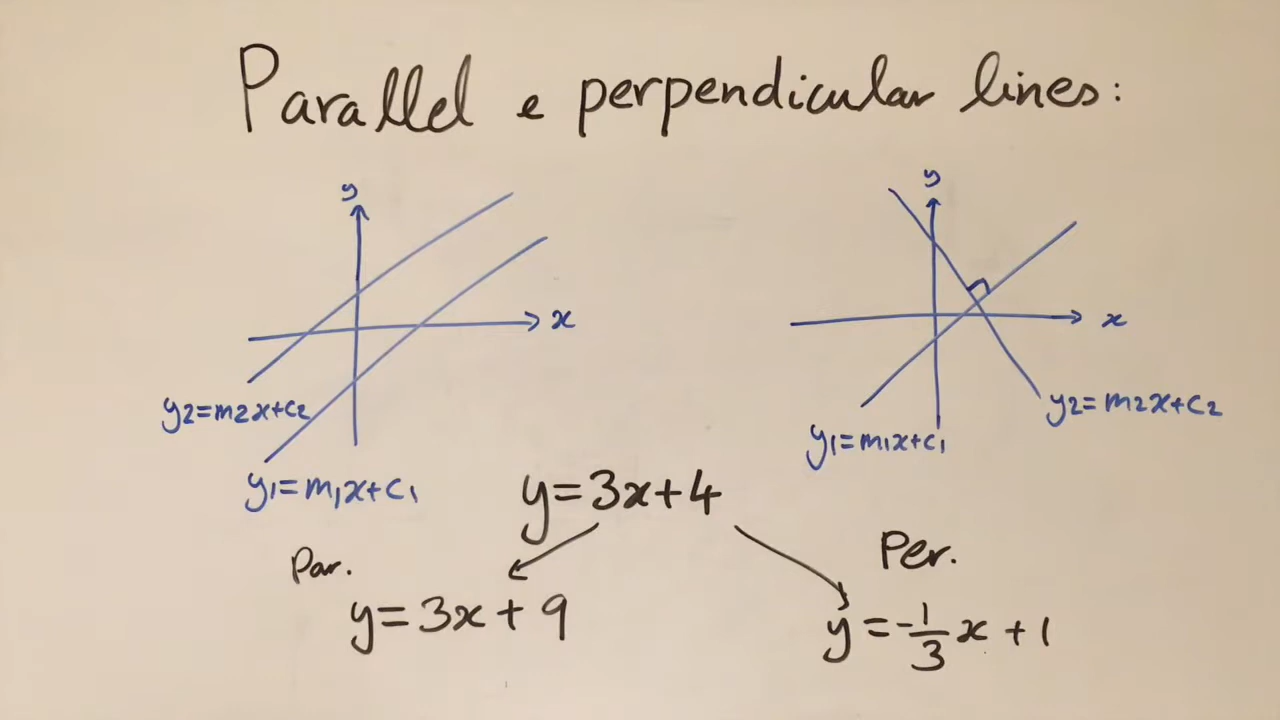 Parallel e perpendicular lines:
y
x
y2=m2x+c2
y1=m1x+c1
y
x
y2=m2x+c2
y1=m1x+c1
y=3x+4
Par.
y=3x+9
Per.
y=-1/3x+1